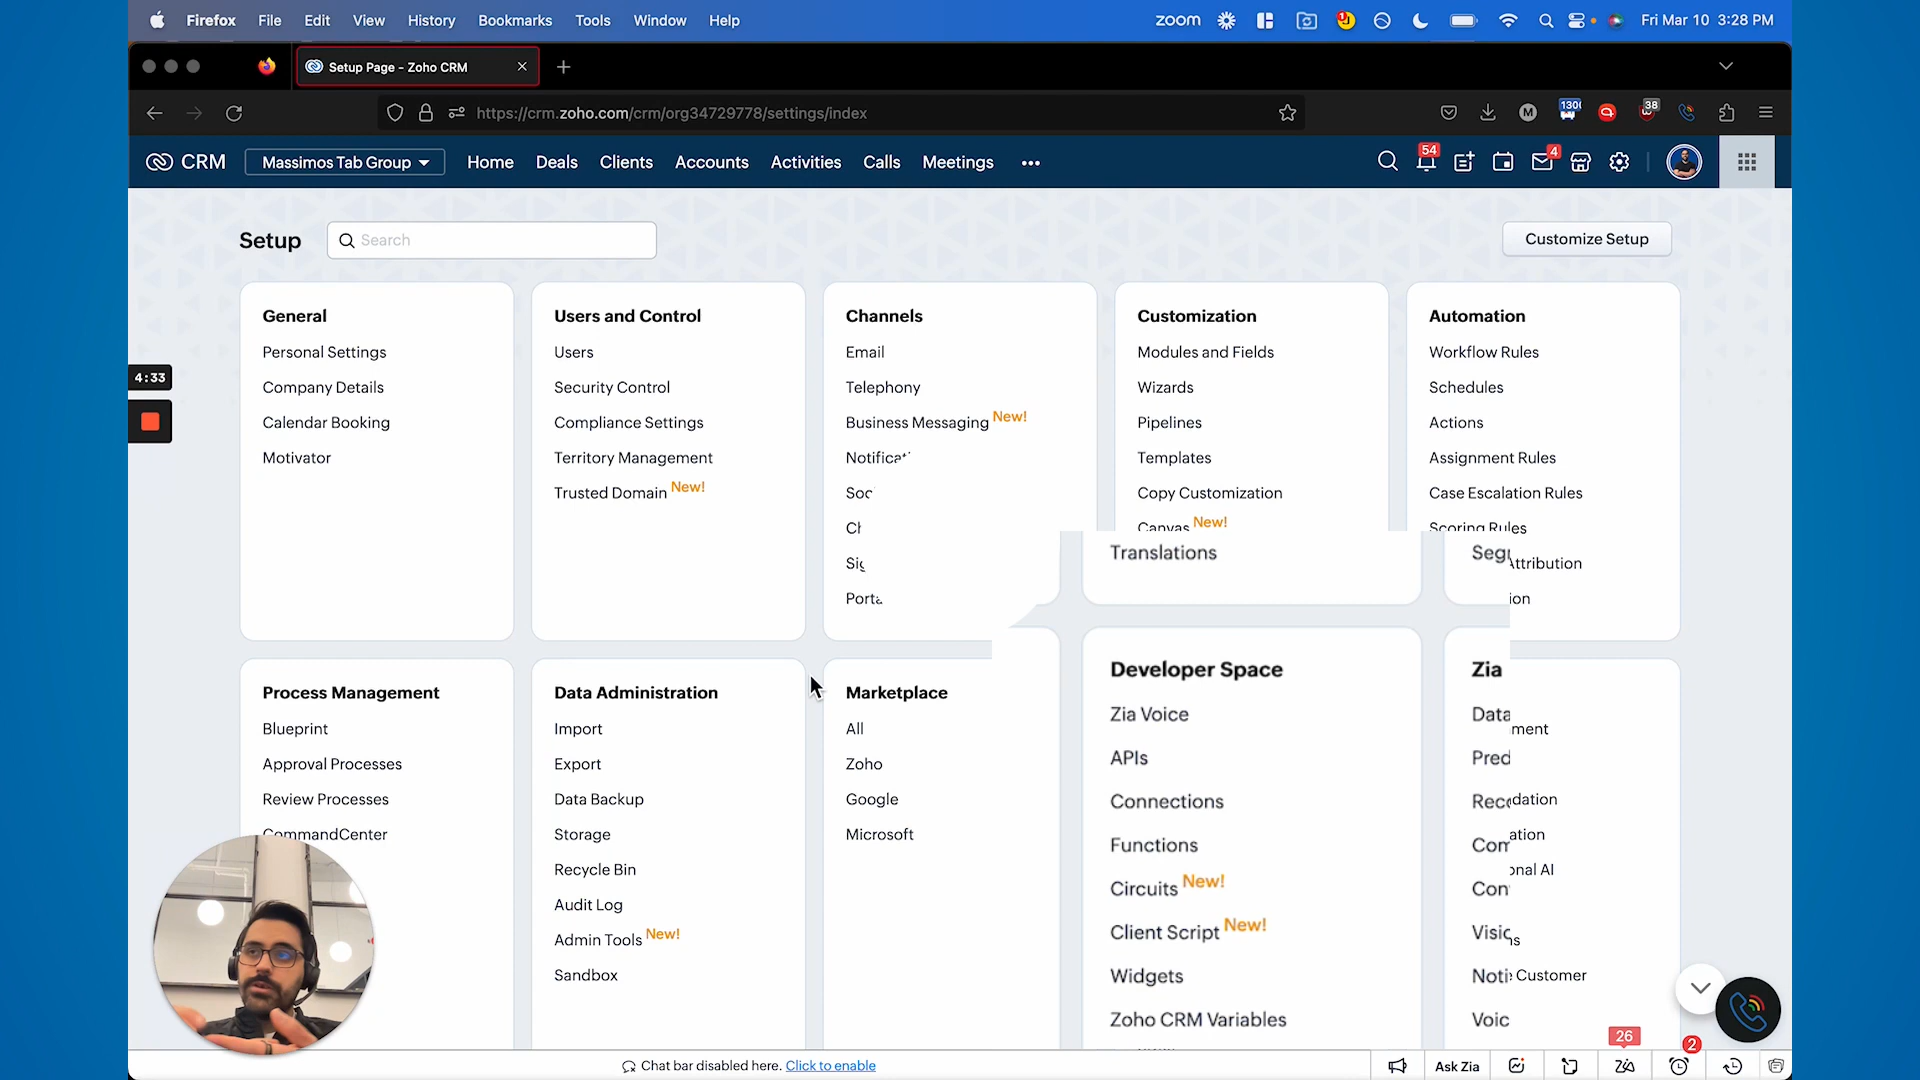 Firefox File Edit View History Bookmarks Tools Window Help
zoom
1
Fri Mar 10 3:28 PM
Setup Page - Zoho CRM
https://crm.zoho.com/crm/org34729778/settings/index
M
38
CRM
Massimos Tab Group
Home Deals Clients Accounts Activities Calls Meetings
54
4
Setup
Search
Customize Setup
4:33
General
Personal Settings
Company Details
Calendar Booking
Motivator
Users and Control
Users
Security Control
Compliance Settings
Territory Management
Trusted Domain New!
Channels
Email
Telephony
Business Messaging New!
Customization
Modules and Fields
Wizards
Pipelines
Templates
Copy Customization
Canvas New!
Translations
Automation
Workflow Rules
Schedules
Actions
Assignment Rules
Case Escalation Rules
Scoring Rules
Attribution
Process Management
Blueprint
Approval Processes
Review Processes
CommandCenter
Data Administration
Import
Export
Data Backup
Storage
Recycle Bin
Audit Log
Admin Tools New!
Sandbox
Marketplace
All
Zoho
Google
Microsoft
Developer Space
Zia Voice
APIs
Connections
Functions
Circuits New!
Client Script New!
Widgets
Zoho CRM Variables
Zia
Data
AI
Customer
26
2
Chat bar disabled here. Click to enable
Ask Zia